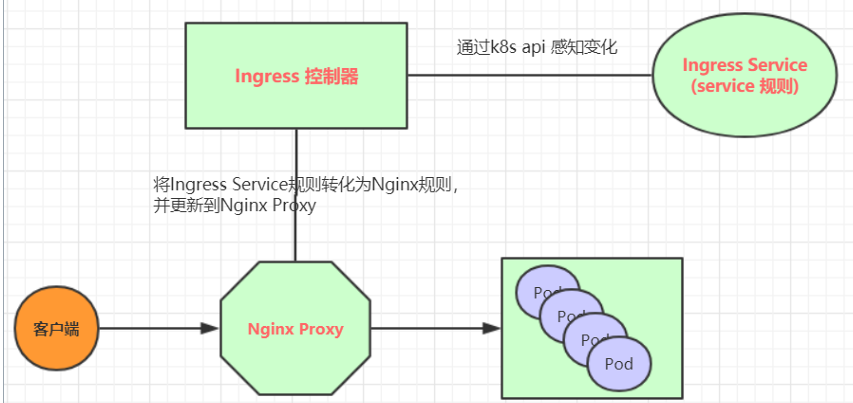 通过k8s api 感知变化
Ingress 控制器
Ingress Service
(service 规则)
将Ingress Service规则转化为Nginx规则，
并更新到Nginx Proxy
客户端
Nginx Proxy
Pod
Pod
Pod
Pod